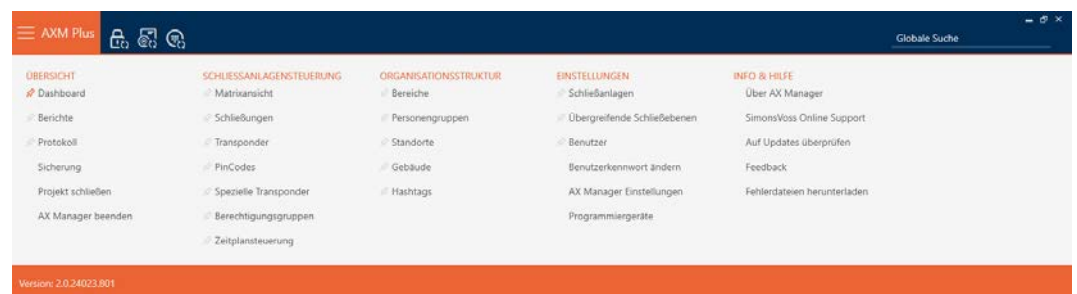 AXM Plus
Globale Suche
ÜBERSICHT
Dashboard
Berichte
Protokoll
Sicherung
Projekt schließen
AX Manager beenden
SCHLIESSANLAGENSTEUERUNG
Matrixansicht
Schließungen
Transponder
PinCodes
Spezielle Transponder
Berechtigungsgruppen
Zeitplansteuerung
ORGANISATIONSSTRUKTUR
Bereiche
Personengruppen
Standorte
Gebäude
Hashtags
EINSTELLUNGEN
Schließanlagen
Übergreifende Schließebenen
Benutzer
Benutzerkennwort ändern
AX Manager Einstellungen
Programmiergeräte
INFO & HILFE
Über AX Manager
SimonsVoss Online Support
Auf Updates überprüfen
Feedback
Fehlerdateien herunterladen
Version: 2.0.24023.801